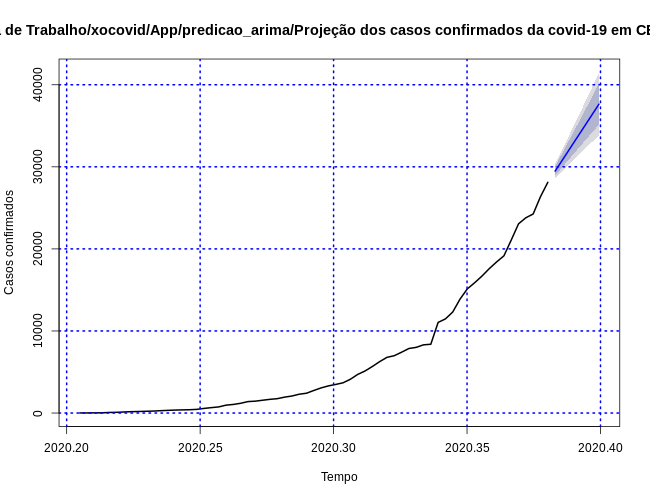 de Trabalho/xocovid/App/predicao_arima/Projeção dos casos confirmados da covid-19 em CE
Casos confirmados
40000
30000
20000
10000
0
2020.20 2020.25 2020.30 2020.35 2020.40
Tempo